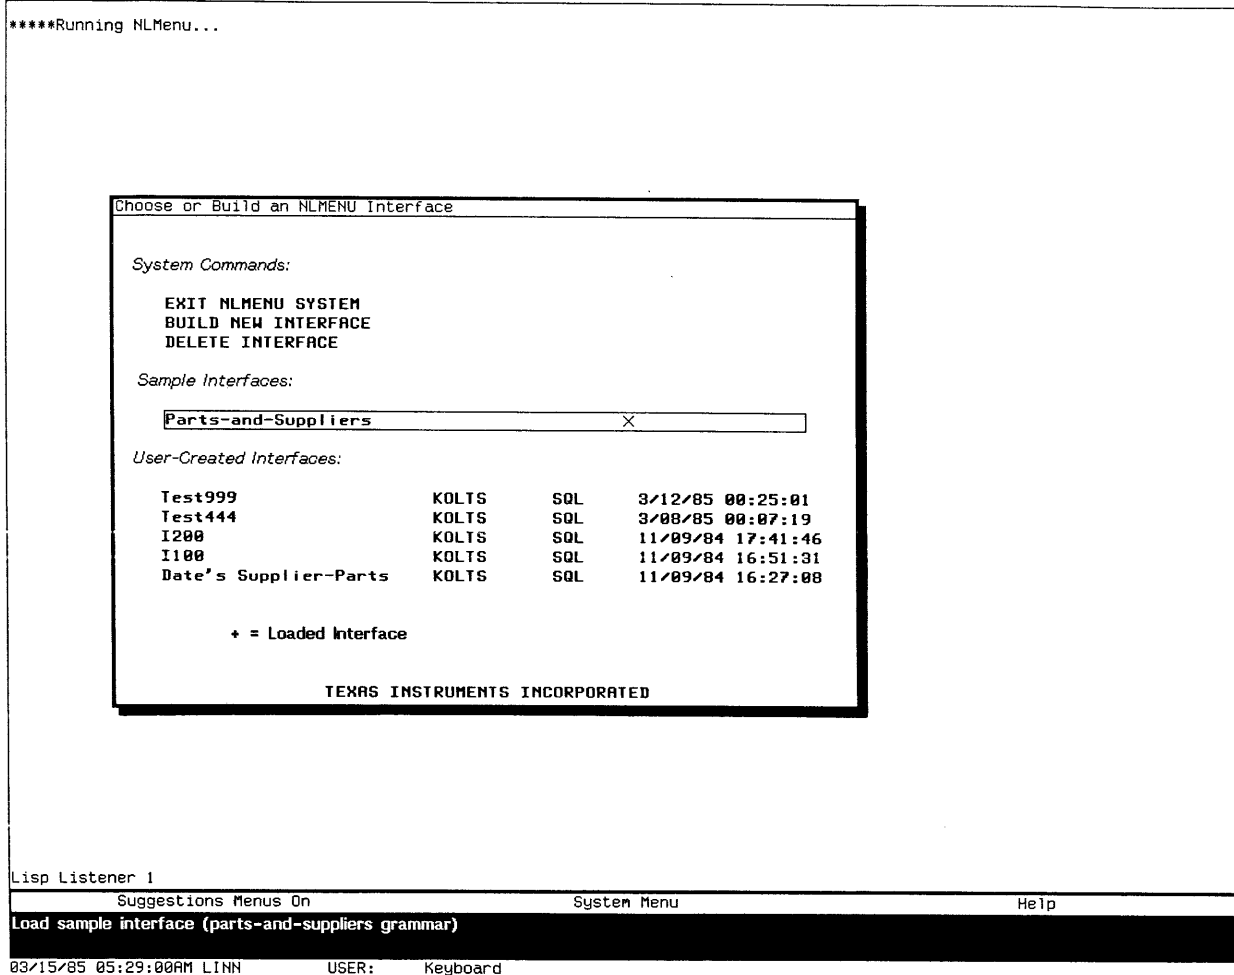 *****Running NLMenu...
Choose or Build an NLMENU Interface
System Commands:
EXIT NLMENU SYSTEM
BUILD NEW INTERFACE
DELETE INTERFACE
Sample Interfaces:
Parts-and-Suppliers
User-Created Interfaces:
Test999 KOLTS SQL 3/12/85 00:25:01
Test444 KOLTS SQL 3/08/85 00:07:19
I200 KOLTS SQL 11/09/84 17:41:46
I100 KOLTS SQL 11/09/84 16:51:31
Date's Supplier-Parts KOLTS SQL 11/09/84 16:27:08
+ = Loaded Interface
TEXAS INSTRUMENTS INCORPORATED
Lisp Listener 1
Suggestions Menus On System Menu Help
Load sample interface (parts-and-suppliers grammar)
03/15/85 05:29:00AM LINN USER: Keyboard